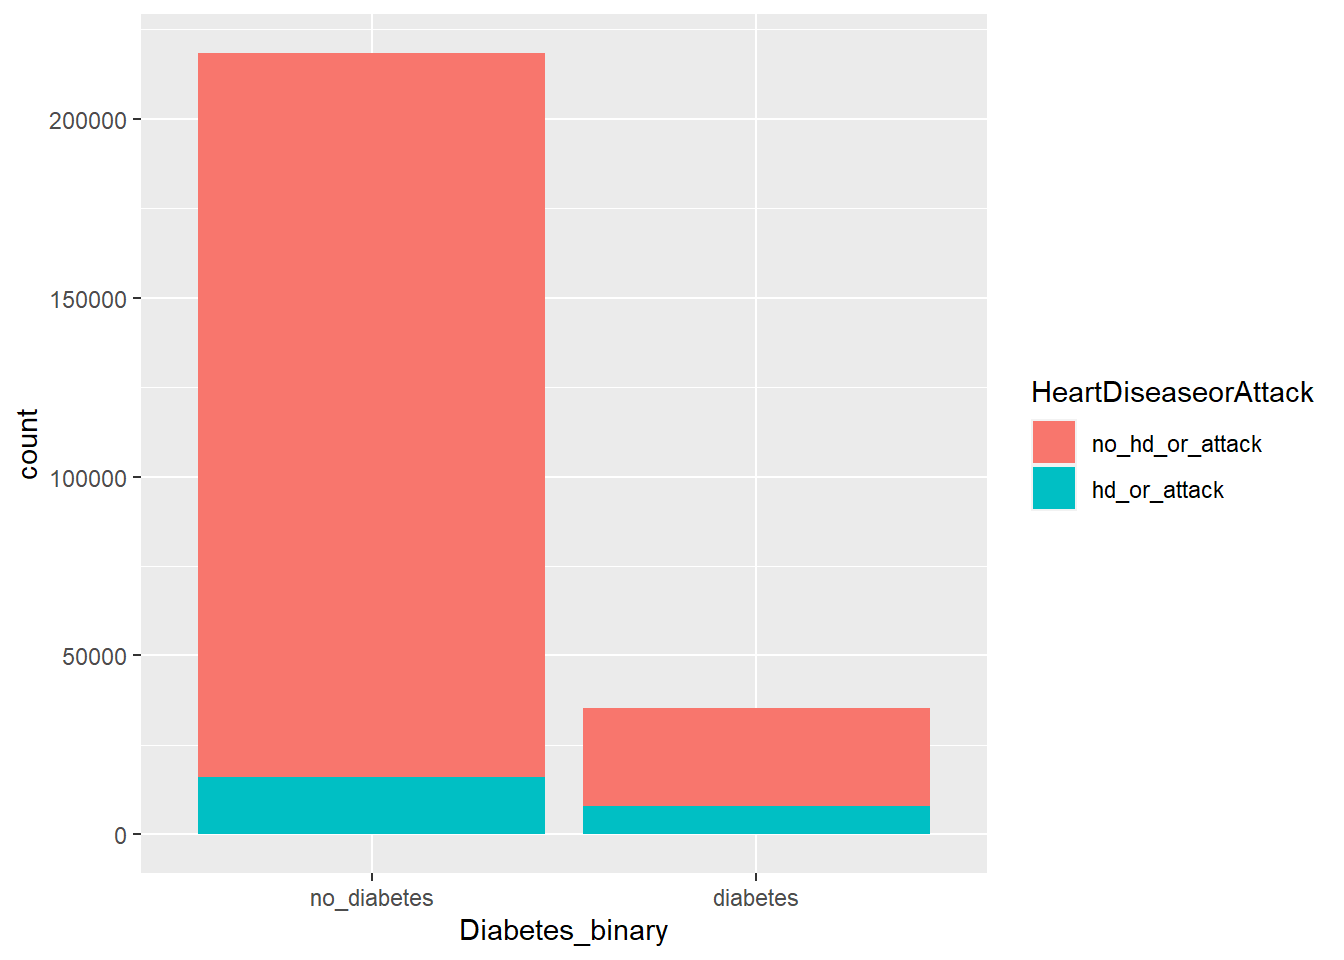 200000
150000
100000
50000
0
count
no_diabetes
diabetes
Diabetes_binary
HeartDiseaseorAttack
no_hd_or_attack
hd_or_attack